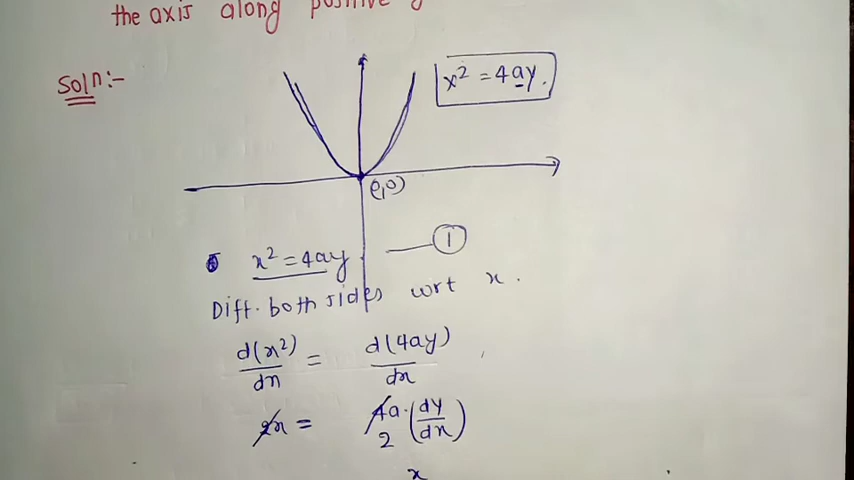 the axis along positive y
Soln:-
x² = 4ay.
(0,0)
x² = 4ay ——— ①
Diff. both sides wrt x.
d(x²)/dx = d(4ay)/dx
2x = 4a·(dy/dx)
2
x